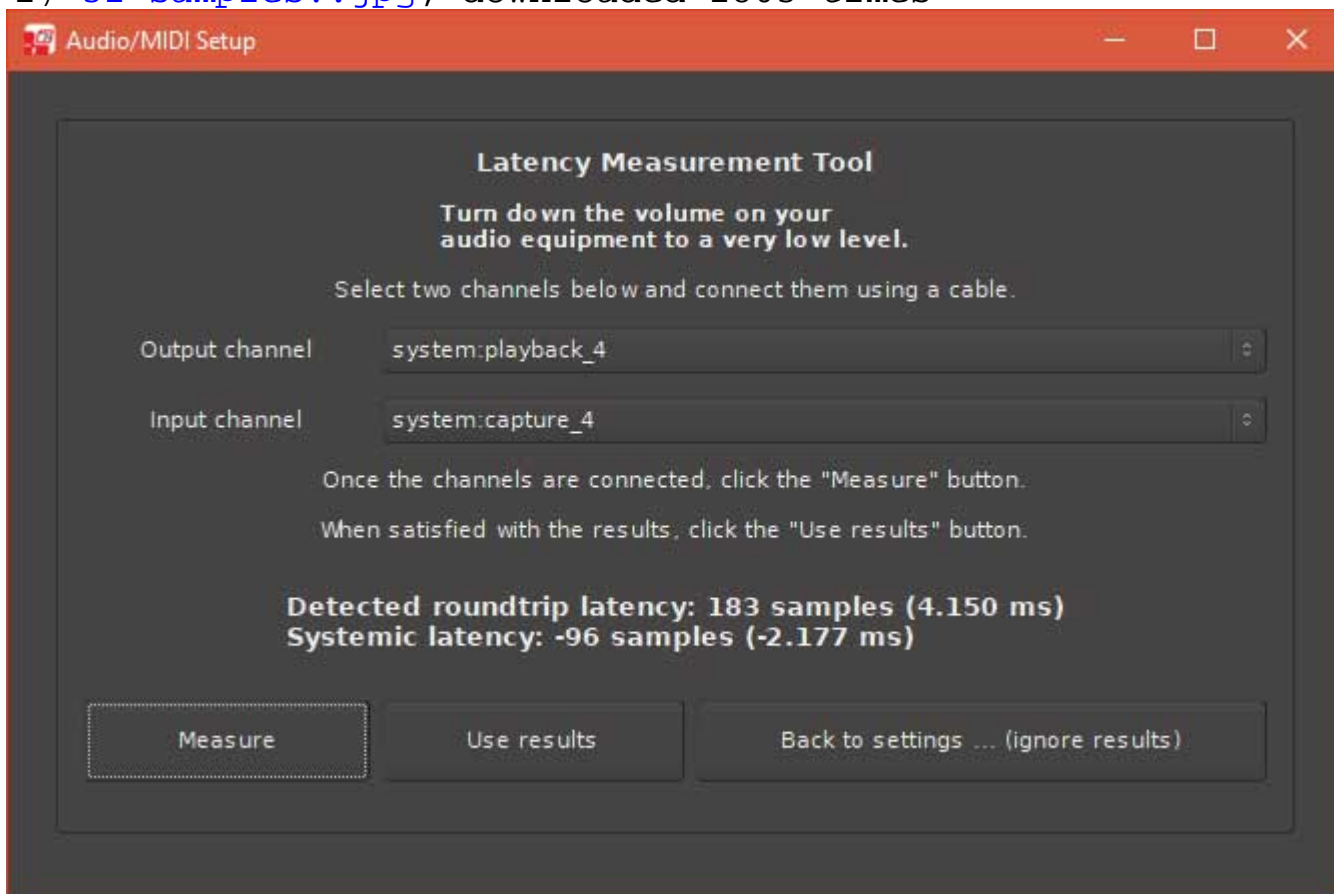 Audio/MIDI Setup
Latency Measurement Tool
Turn down the volume on your
audio equipment to a very low level.
Select two channels below and connect them using a cable.
Output channel system:playback_4
Input channel system:capture_4
Once the channels are connected, click the "Measure" button.
When satisfied with the results, click the "Use results" button.
Detected roundtrip latency: 183 samples (4.150 ms)
Systemic latency: -96 samples (-2.177 ms)
Measure Use results Back to settings ... (ignore results)